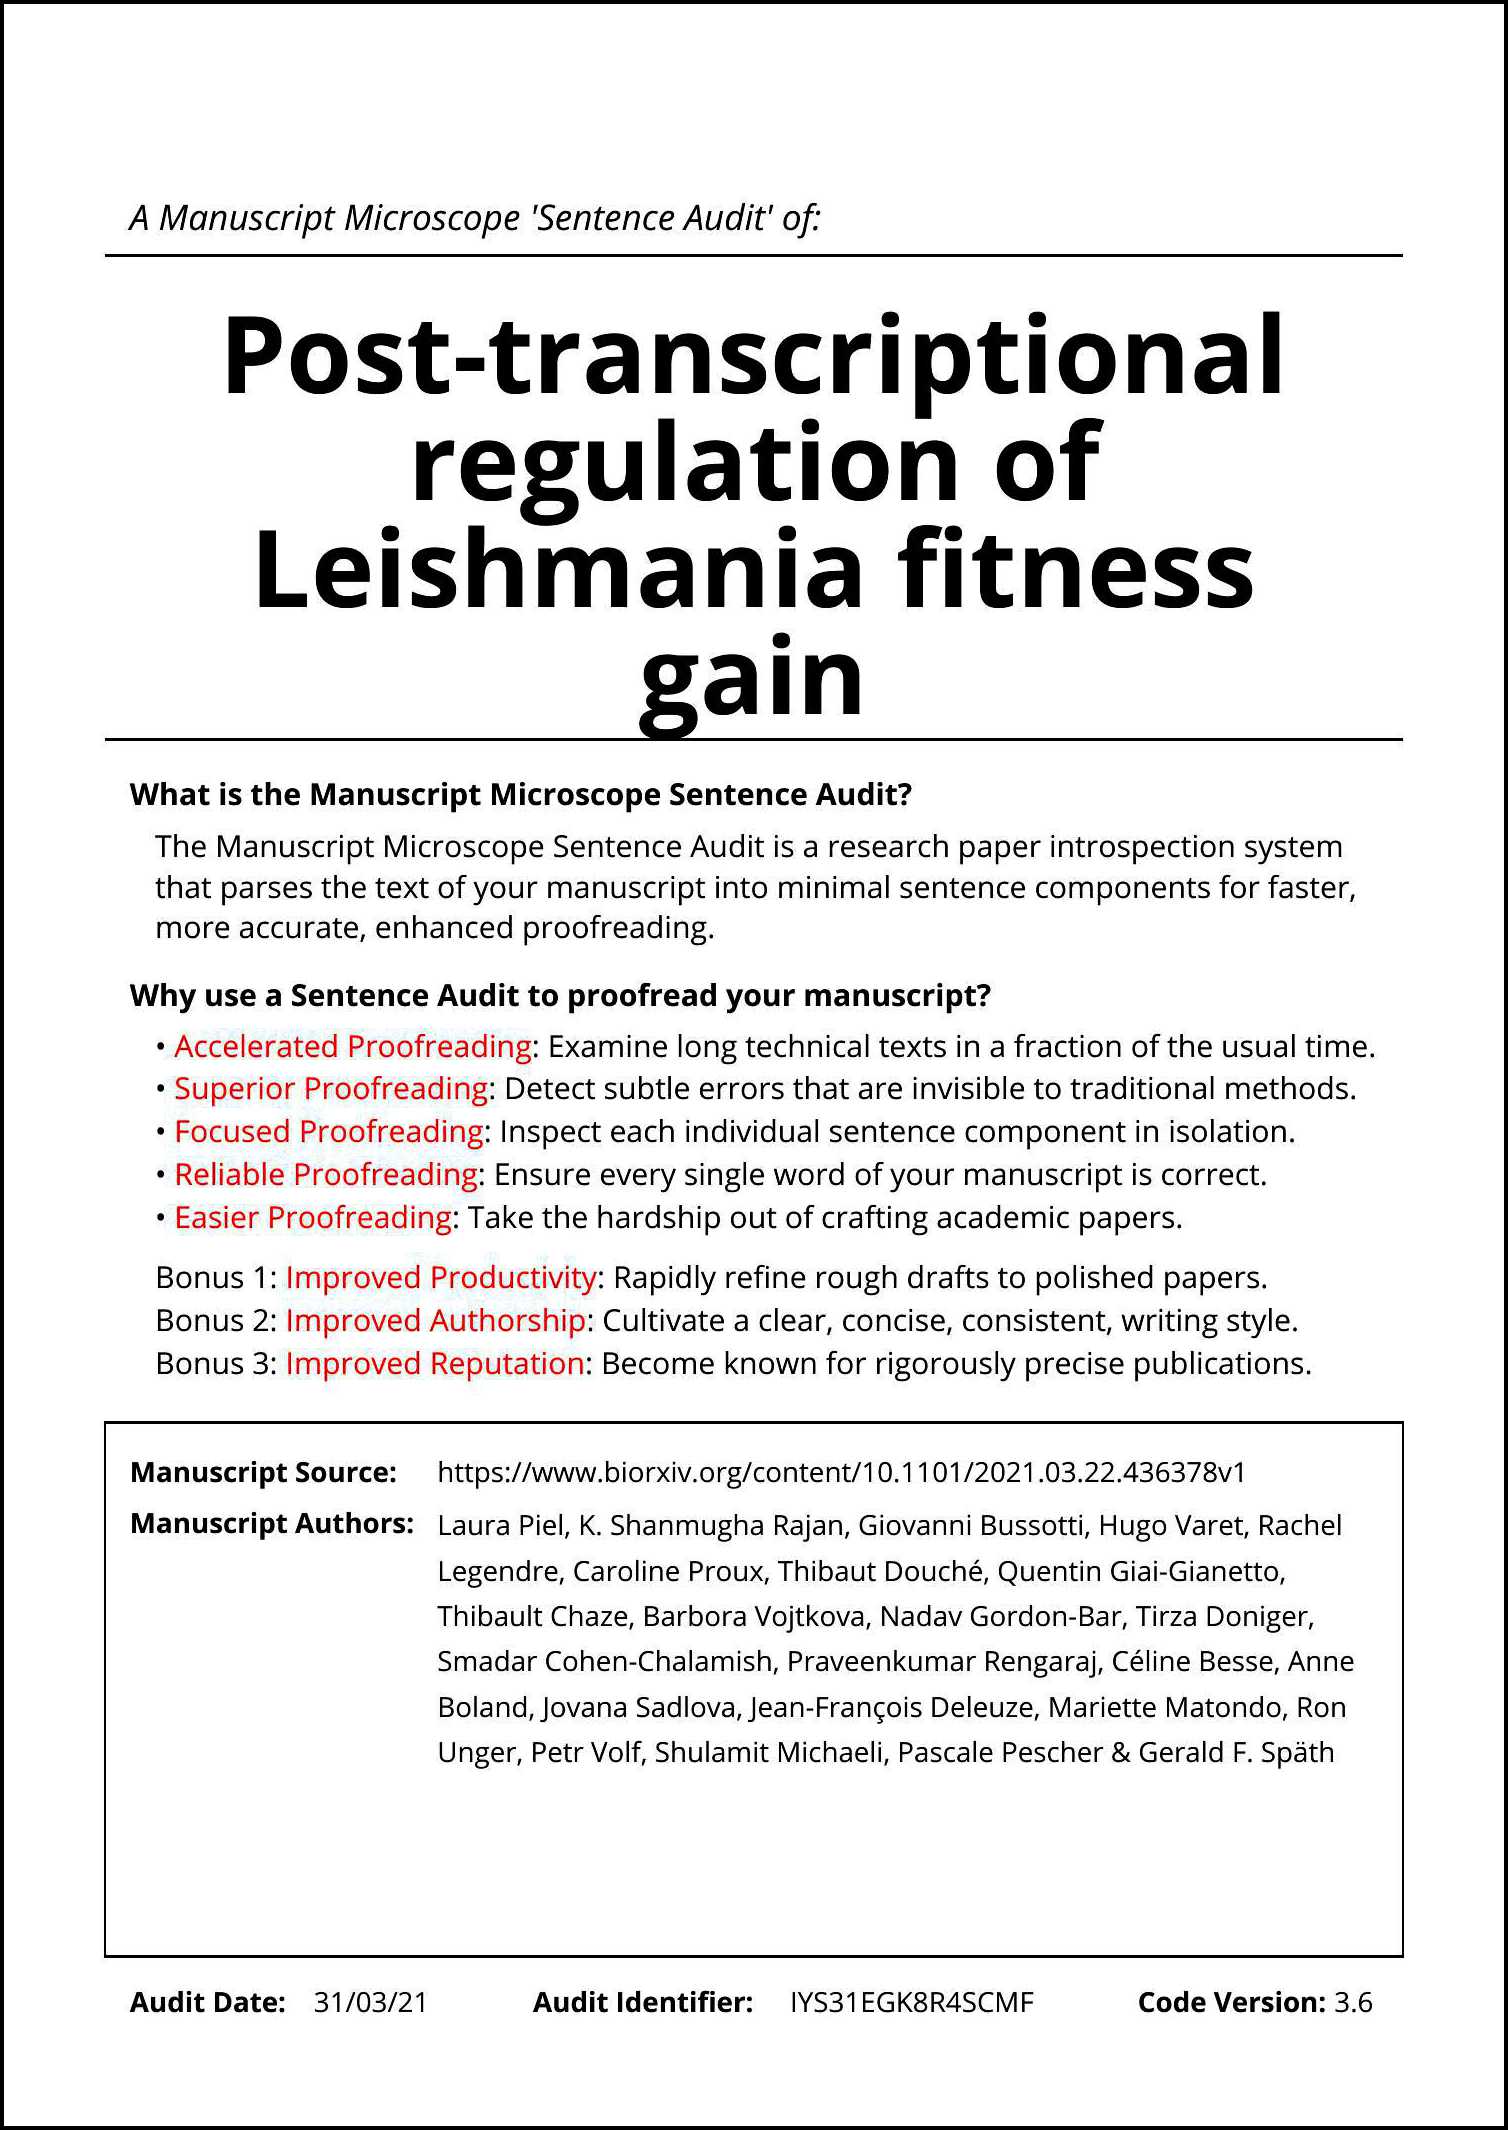 A Manuscript Microscope 'Sentence Audit' of:
Post-transcriptional
regulation of
Leishmania fitness
gain
What is the Manuscript Microscope Sentence Audit?
The Manuscript Microscope Sentence Audit is a research paper introspection system
that parses the text of your manuscript into minimal sentence components for faster,
more accurate, enhanced proofreading.
Why use a Sentence Audit to proofread your manuscript?
• Accelerated Proofreading: Examine long technical texts in a fraction of the usual time.
• Superior Proofreading: Detect subtle errors that are invisible to traditional methods.
• Focused Proofreading: Inspect each individual sentence component in isolation.
• Reliable Proofreading: Ensure every single word of your manuscript is correct.
• Easier Proofreading: Take the hardship out of crafting academic papers.
Bonus 1: Improved Productivity: Rapidly refine rough drafts to polished papers.
Bonus 2: Improved Authorship: Cultivate a clear, concise, consistent, writing style.
Bonus 3: Improved Reputation: Become known for rigorously precise publications.
Manuscript Source: https://www.biorxiv.org/content/10.1101/2021.03.22.436378v1
Manuscript Authors: Laura Piel, K. Shanmugha Rajan, Giovanni Bussotti, Hugo Varet, Rachel
Legendre, Caroline Proux, Thibaut Douché, Quentin Giai-Gianetto,
Thibault Chaze, Barbora Vojtkova, Nadav Gordon-Bar, Tirza Doniger,
Smadar Cohen-Chalamish, Praveenkumar Rengaraj, Céline Besse, Anne
Boland, Jovana Sadlova, Jean-François Deleuze, Mariette Matondo, Ron
Unger, Petr Volf, Shulamit Michaeli, Pascale Pescher & Gerald F. Späth
Audit Date: 31/03/21 Audit Identifier: IYS31EGK8R4SCMF Code Version: 3.6